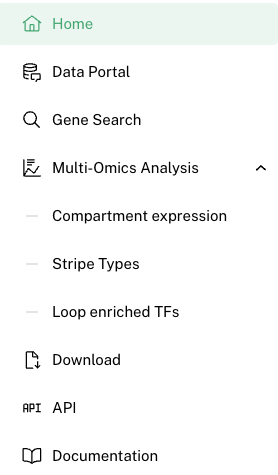 Home
Data Portal
Gene Search
Multi-Omics Analysis
Compartment expression
Stripe Types
Loop enriched TFs
Download
API API
Documentation